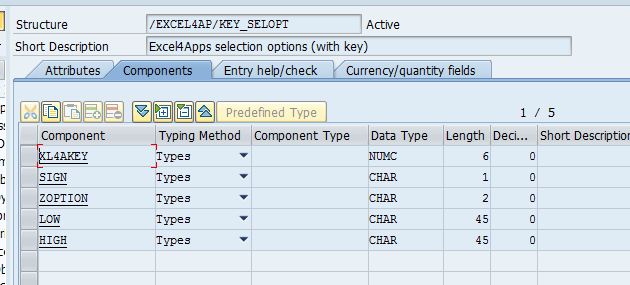 Structure /EXCEL4AP/KEY_SELOPT Active
Short Description Excel4Apps selection options (with key)
Attributes Components Entry help/check Currency/quantity fields
Predefined Type 1 / 5
Component Typing Method Component Type Data Type Length Deci... Short Description
XL4AKEY Types NUMC 6 0
SIGN Types CHAR 1 0
ZOPTION Types CHAR 2 0
LOW Types CHAR 45 0
HIGH Types CHAR 45 0